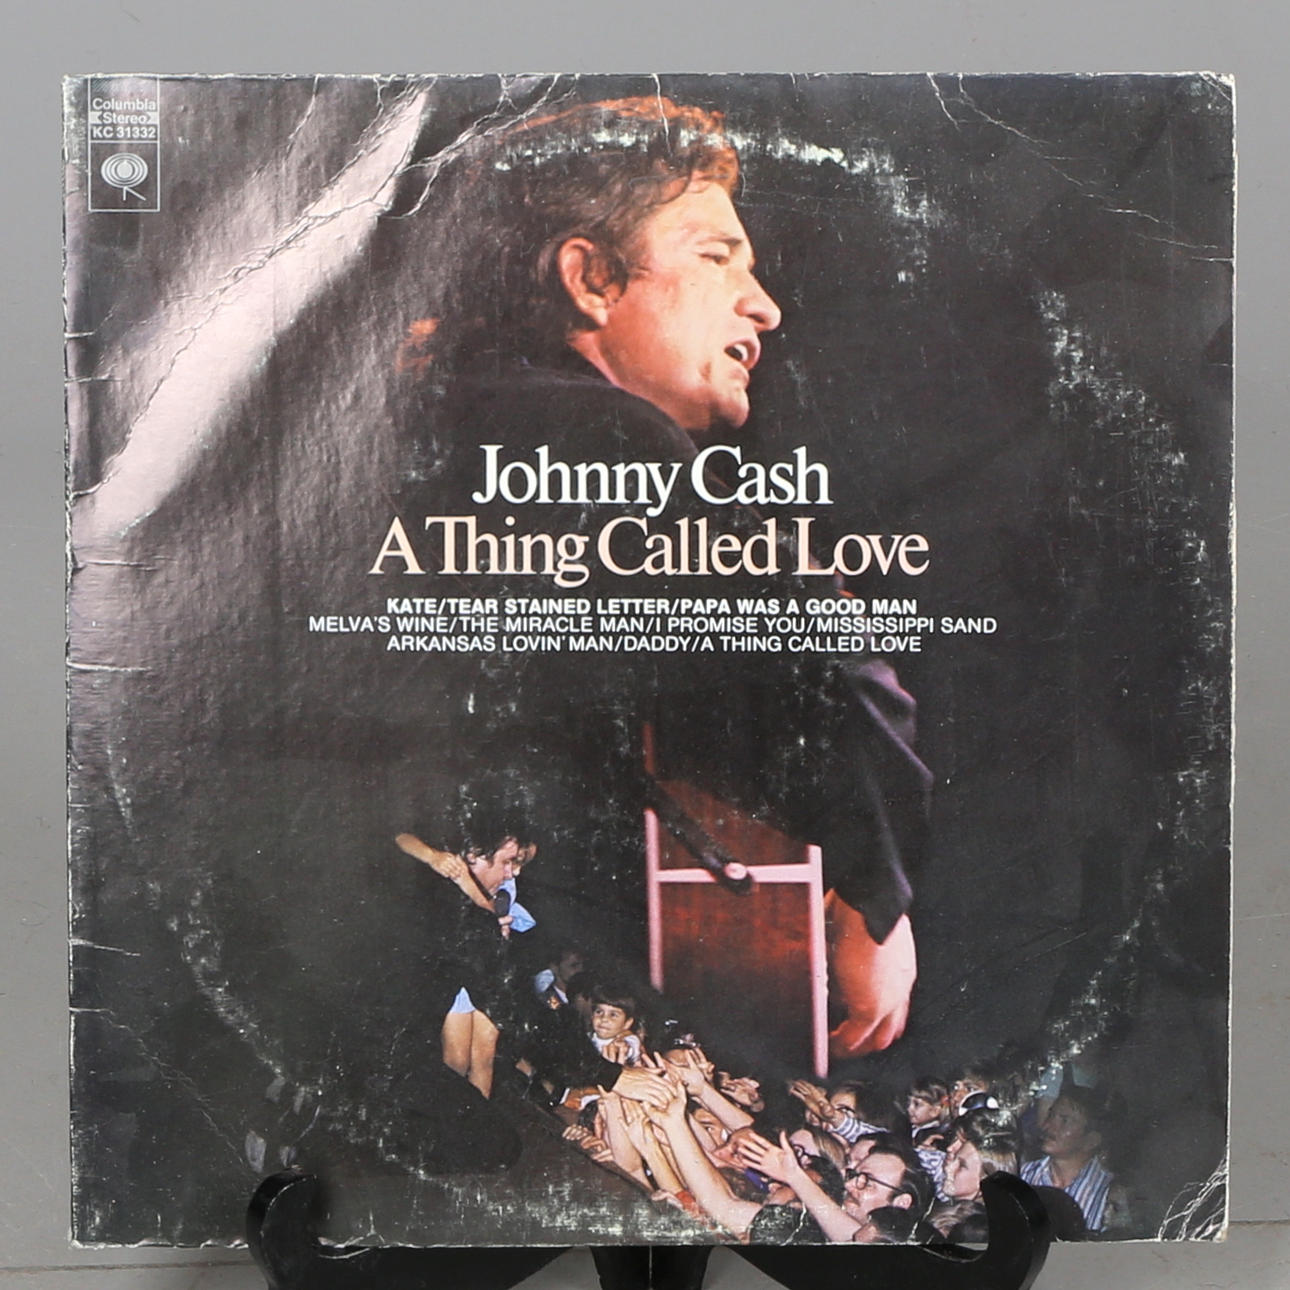 Columbia
Stereo
KC 31332
Johnny Cash
A Thing Called Love
KATE/TEAR STAINED LETTER/PAPA WAS A GOOD MAN
MELVA'S WINE/THE MIRACLE MAN/I PROMISE YOU/MISSISSIPPI SAND
ARKANSAS LOVIN' MAN/DADDY/A THING CALLED LOVE